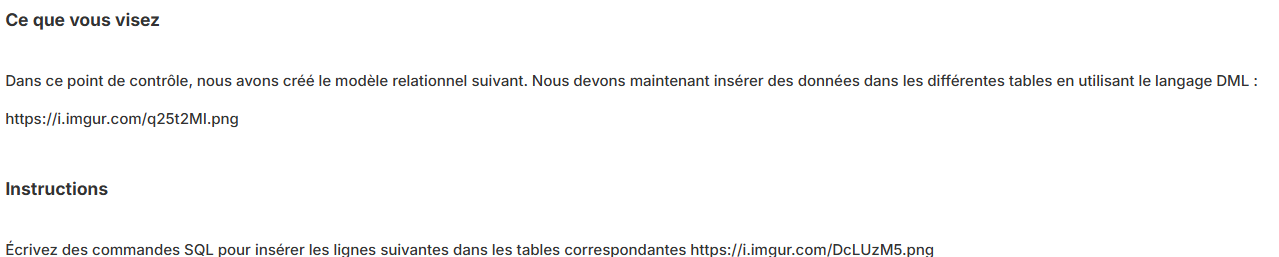 Ce que vous visez
Dans ce point de contrôle, nous avons créé le modèle relationnel suivant. Nous devons maintenant insérer des données dans les différentes tables en utilisant le langage DML :
https://i.imgur.com/q25t2MI.png
Instructions
Écrivez des commandes SQL pour insérer les lignes suivantes dans les tables correspondantes https://i.imgur.com/DcLUzM5.png